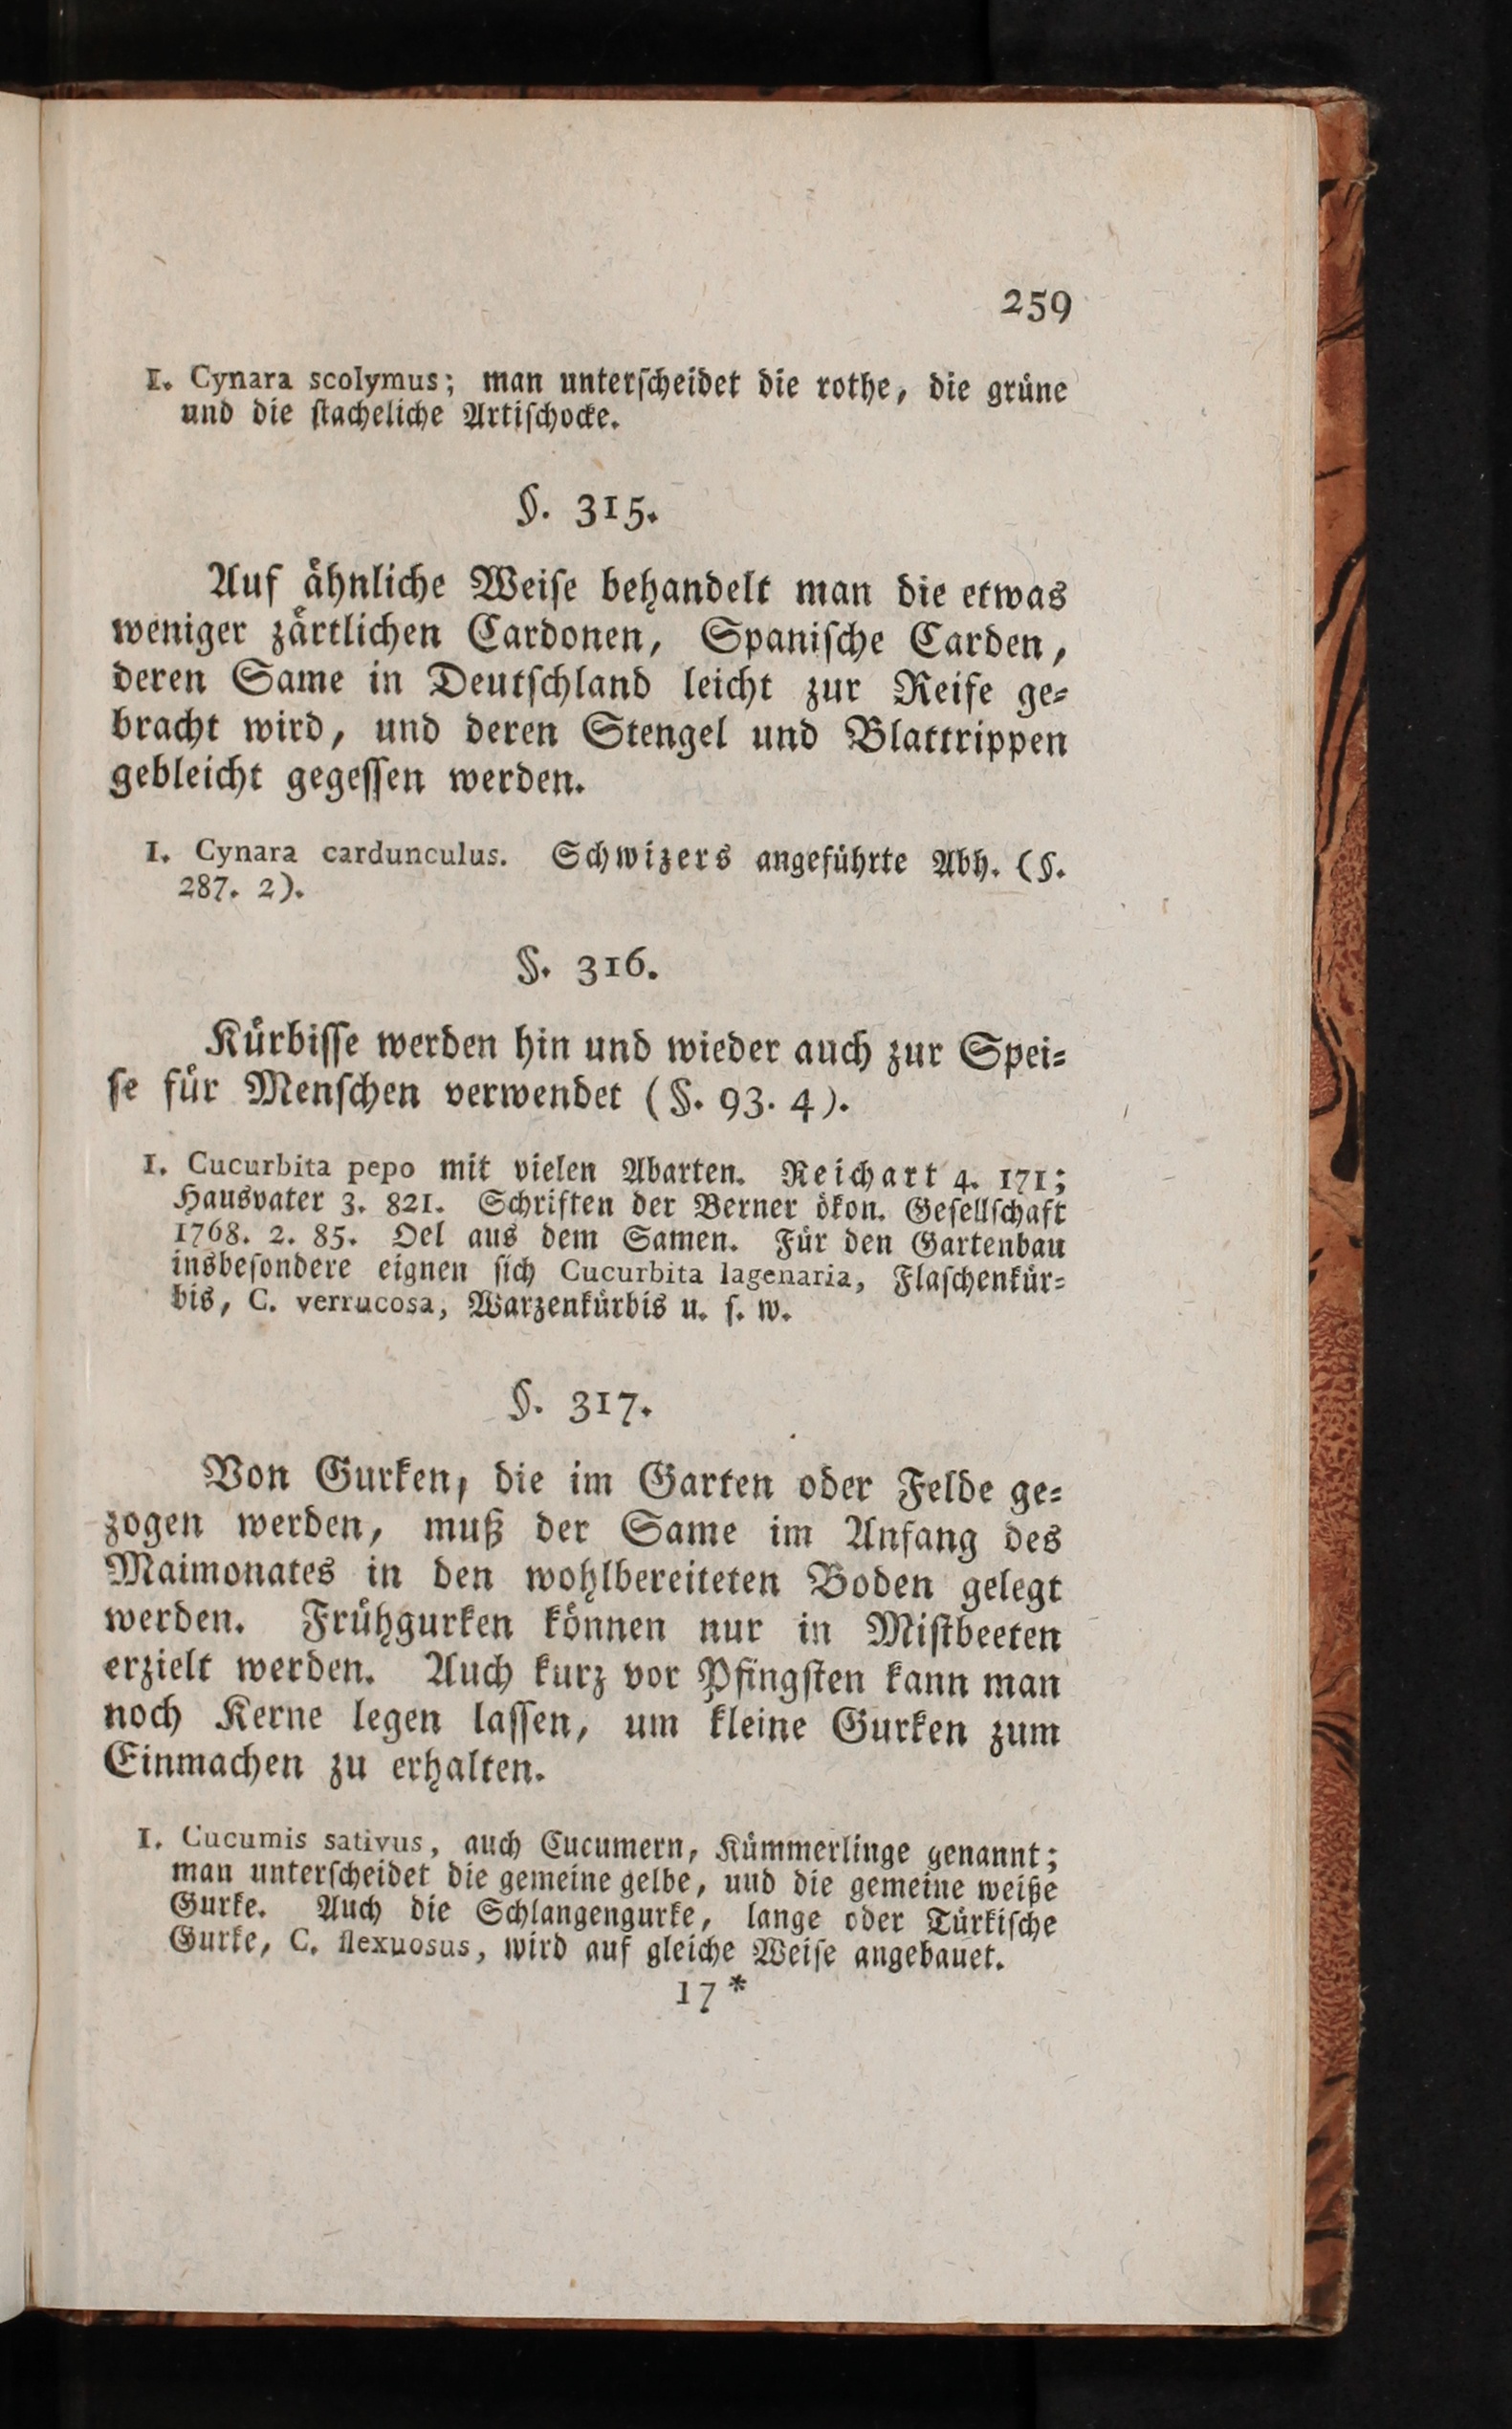 259
1. Cynara scolymus; man unterſcheidet die rothe, die grüne
und die ſtacheliche Artiſchocke.
§. 315.
Auf ähnliche Weiſe behandelt man die etwas
weniger zärtlichen Cardonen, Spaniſche Carden,
deren Same in Deutſchland leicht zur Reife ge⸗
bracht wird, und deren Stengel und Blattrippen
gebleicht gegeſſen werden.
1. Cynara cardunculus. Schwizers angeführte Abh. (§.
287. 2).
§. 316.
Kürbiſſe werden hin und wieder auch zur Spei⸗
ſe für Menſchen verwendet (§. 93. 4).
1. Cucurbita pepo mit vielen Abarten. Reichart 4. 171;
Hausvater 3. 821. Schriften der Berner ökon. Geſellſchaft
1768. 2. 85. Oel aus dem Samen. Für den Gartenbau
insbeſondere eignen ſich Cucurbita lagenaria, Flaſchenkür⸗
bis, C. verrucosa, Warzenkürbis u. ſ. w.
§. 317.
Von Gurken, die im Garten oder Felde ge⸗
zogen werden, muß der Same im Anfang des
Maimonates in den wohlbereiteten Boden gelegt
werden. Frühgurken können nur in Miſtbeeten
erzielt werden. Auch kurz vor Pfingſten kann man
noch Kerne legen laſſen, um kleine Gurken zum
Einmachen zu erhalten.
1. Cucumis sativus, auch Cucumern, Kümmerlinge genannt;
man unterſcheidet die gemeine gelbe, und die gemeine weiße
Gurke. Auch die Schlangengurke, lange oder Türkiſche
Gurke, C. flexuosus, wird auf gleiche Weiſe angebauet.
17*